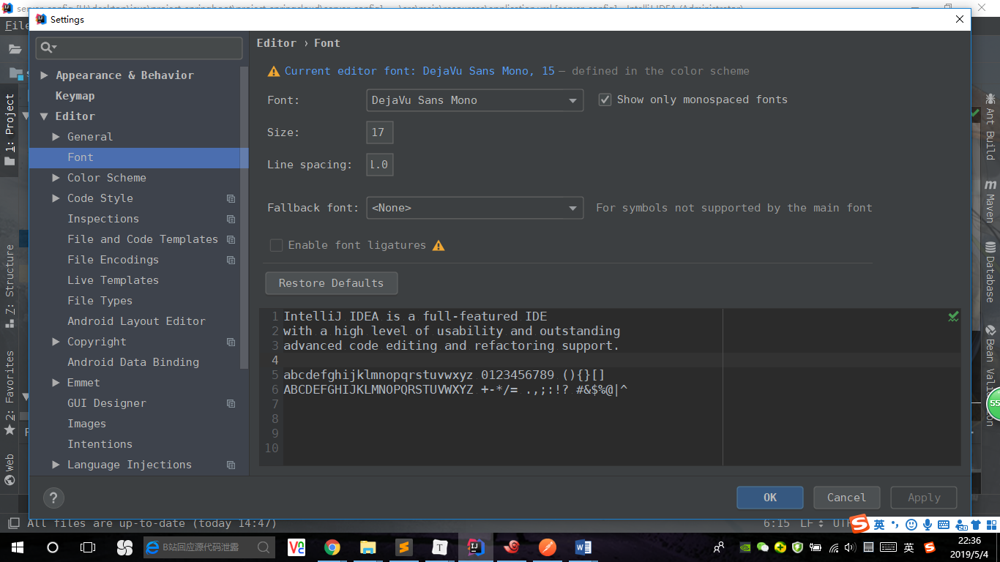 Settings
File
Editor › Font
Appearance & Behavior
Keymap
Editor
General
Font
Color Scheme
Code Style
Inspections
File and Code Templates
File Encodings
Live Templates
File Types
Android Layout Editor
Copyright
Android Data Binding
Emmet
GUI Designer
Images
Intentions
Language Injections
Current editor font: DejaVu Sans Mono, 15 — defined in the color scheme
Font: DejaVu Sans Mono Show only monospaced fonts
Size: 17
Line spacing: 1.0
Fallback font: <None> For symbols not supported by the main font
Enable font ligatures
Restore Defaults
1 IntelliJ IDEA is a full-featured IDE
2 with a high level of usability and outstanding
3 advanced code editing and refactoring support.
4
5 abcdefghijklmnopqrstuvwxyz 0123456789 (){}[]
6 ABCDEFGHIJKLMNOPQRSTUVWXYZ +-*/= .,;:!? #&$%@|^
7
8
9
10
? OK Cancel Apply
1: Project
Z: Structure
2: Favorites
Web
Ant Build
Maven
Database
Bean Validation
55
All files are up-to-date (today 14:47) 6:15 LF UTF
英
B站回应源代码泄露
英
22:36
2019/5/4